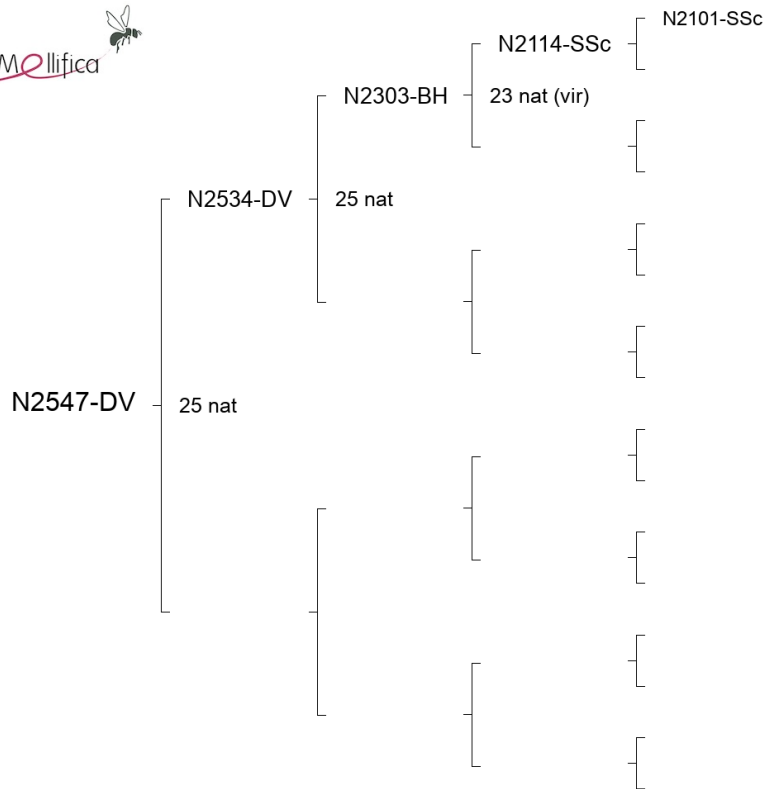 Mellifica
N2101-SSc
N2114-SSc
N2303-BH
23 nat (vir)
N2534-DV
25 nat
N2547-DV
25 nat